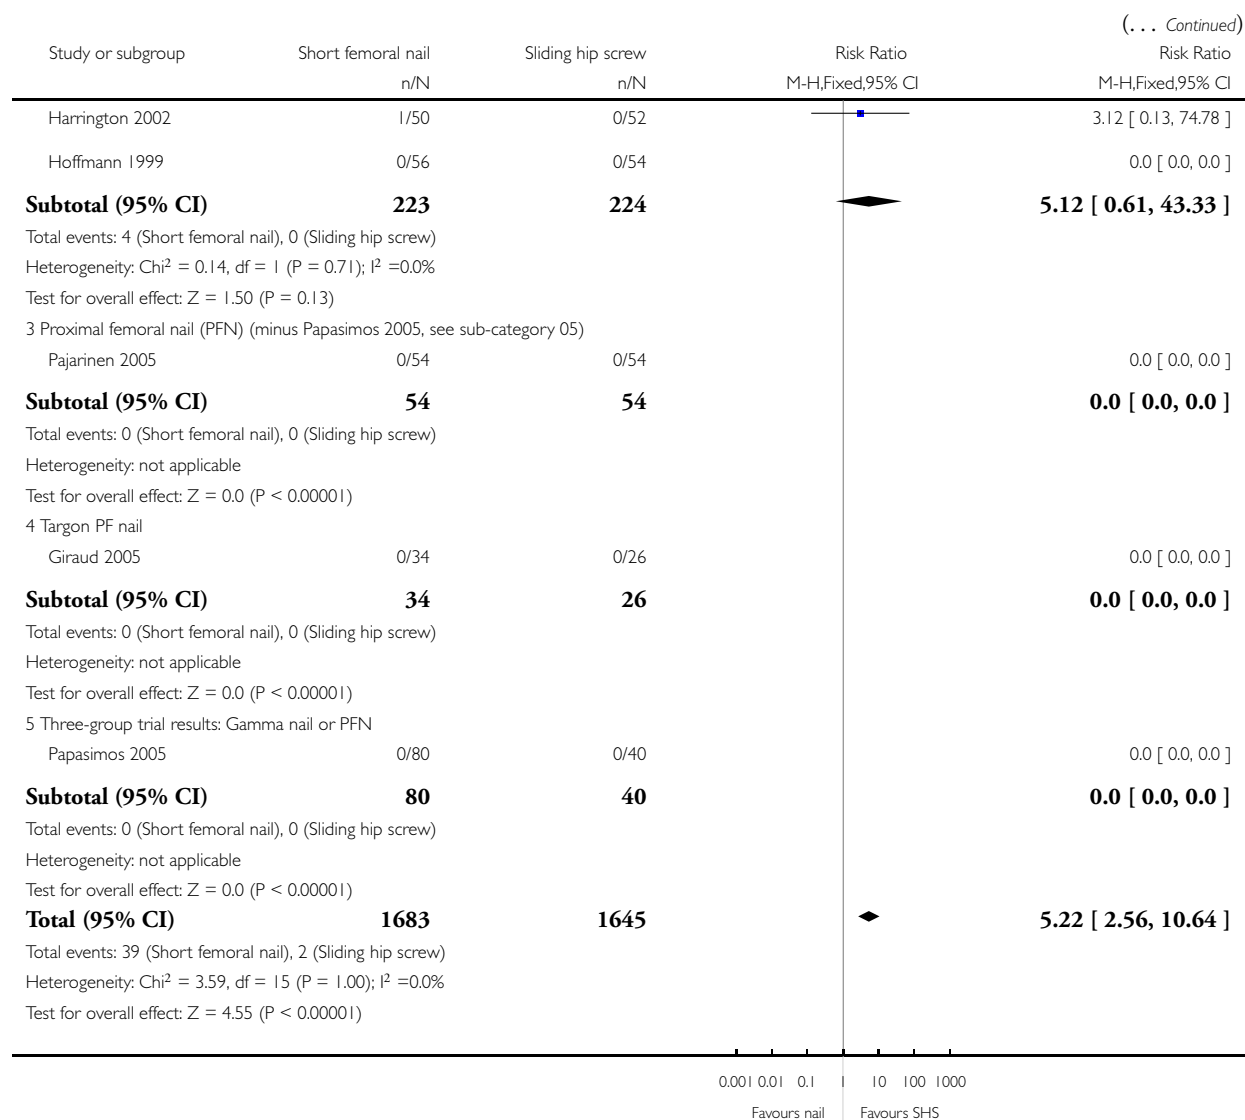 (... Continued)
Study or subgroup Short femoral nail Sliding hip screw Risk Ratio Risk Ratio
n/N n/N M-H,Fixed,95% CI M-H,Fixed,95% CI
Harrington 2002 1/50 0/52 3.12 [ 0.13, 74.78 ]
Hoffmann 1999 0/56 0/54 0.0 [ 0.0, 0.0 ]
Subtotal (95% CI) 223 224 5.12 [ 0.61, 43.33 ]
Total events: 4 (Short femoral nail), 0 (Sliding hip screw)
Heterogeneity: Chi² = 0.14, df = 1 (P = 0.71); I² =0.0%
Test for overall effect: Z = 1.50 (P = 0.13)
3 Proximal femoral nail (PFN) (minus Papasimos 2005, see sub-category 05)
Pajarinen 2005 0/54 0/54 0.0 [ 0.0, 0.0 ]
Subtotal (95% CI) 54 54 0.0 [ 0.0, 0.0 ]
Total events: 0 (Short femoral nail), 0 (Sliding hip screw)
Heterogeneity: not applicable
Test for overall effect: Z = 0.0 (P < 0.00001)
4 Targon PF nail
Giraud 2005 0/34 0/26 0.0 [ 0.0, 0.0 ]
Subtotal (95% CI) 34 26 0.0 [ 0.0, 0.0 ]
Total events: 0 (Short femoral nail), 0 (Sliding hip screw)
Heterogeneity: not applicable
Test for overall effect: Z = 0.0 (P < 0.00001)
5 Three-group trial results: Gamma nail or PFN
Papasimos 2005 0/80 0/40 0.0 [ 0.0, 0.0 ]
Subtotal (95% CI) 80 40 0.0 [ 0.0, 0.0 ]
Total events: 0 (Short femoral nail), 0 (Sliding hip screw)
Heterogeneity: not applicable
Test for overall effect: Z = 0.0 (P < 0.00001)
Total (95% CI) 1683 1645 5.22 [ 2.56, 10.64 ]
Total events: 39 (Short femoral nail), 2 (Sliding hip screw)
Heterogeneity: Chi² = 3.59, df = 15 (P = 1.00); I² =0.0%
Test for overall effect: Z = 4.55 (P < 0.00001)
0.001 0.01 0.1 1 10 100 1000
Favours nail Favours SHS